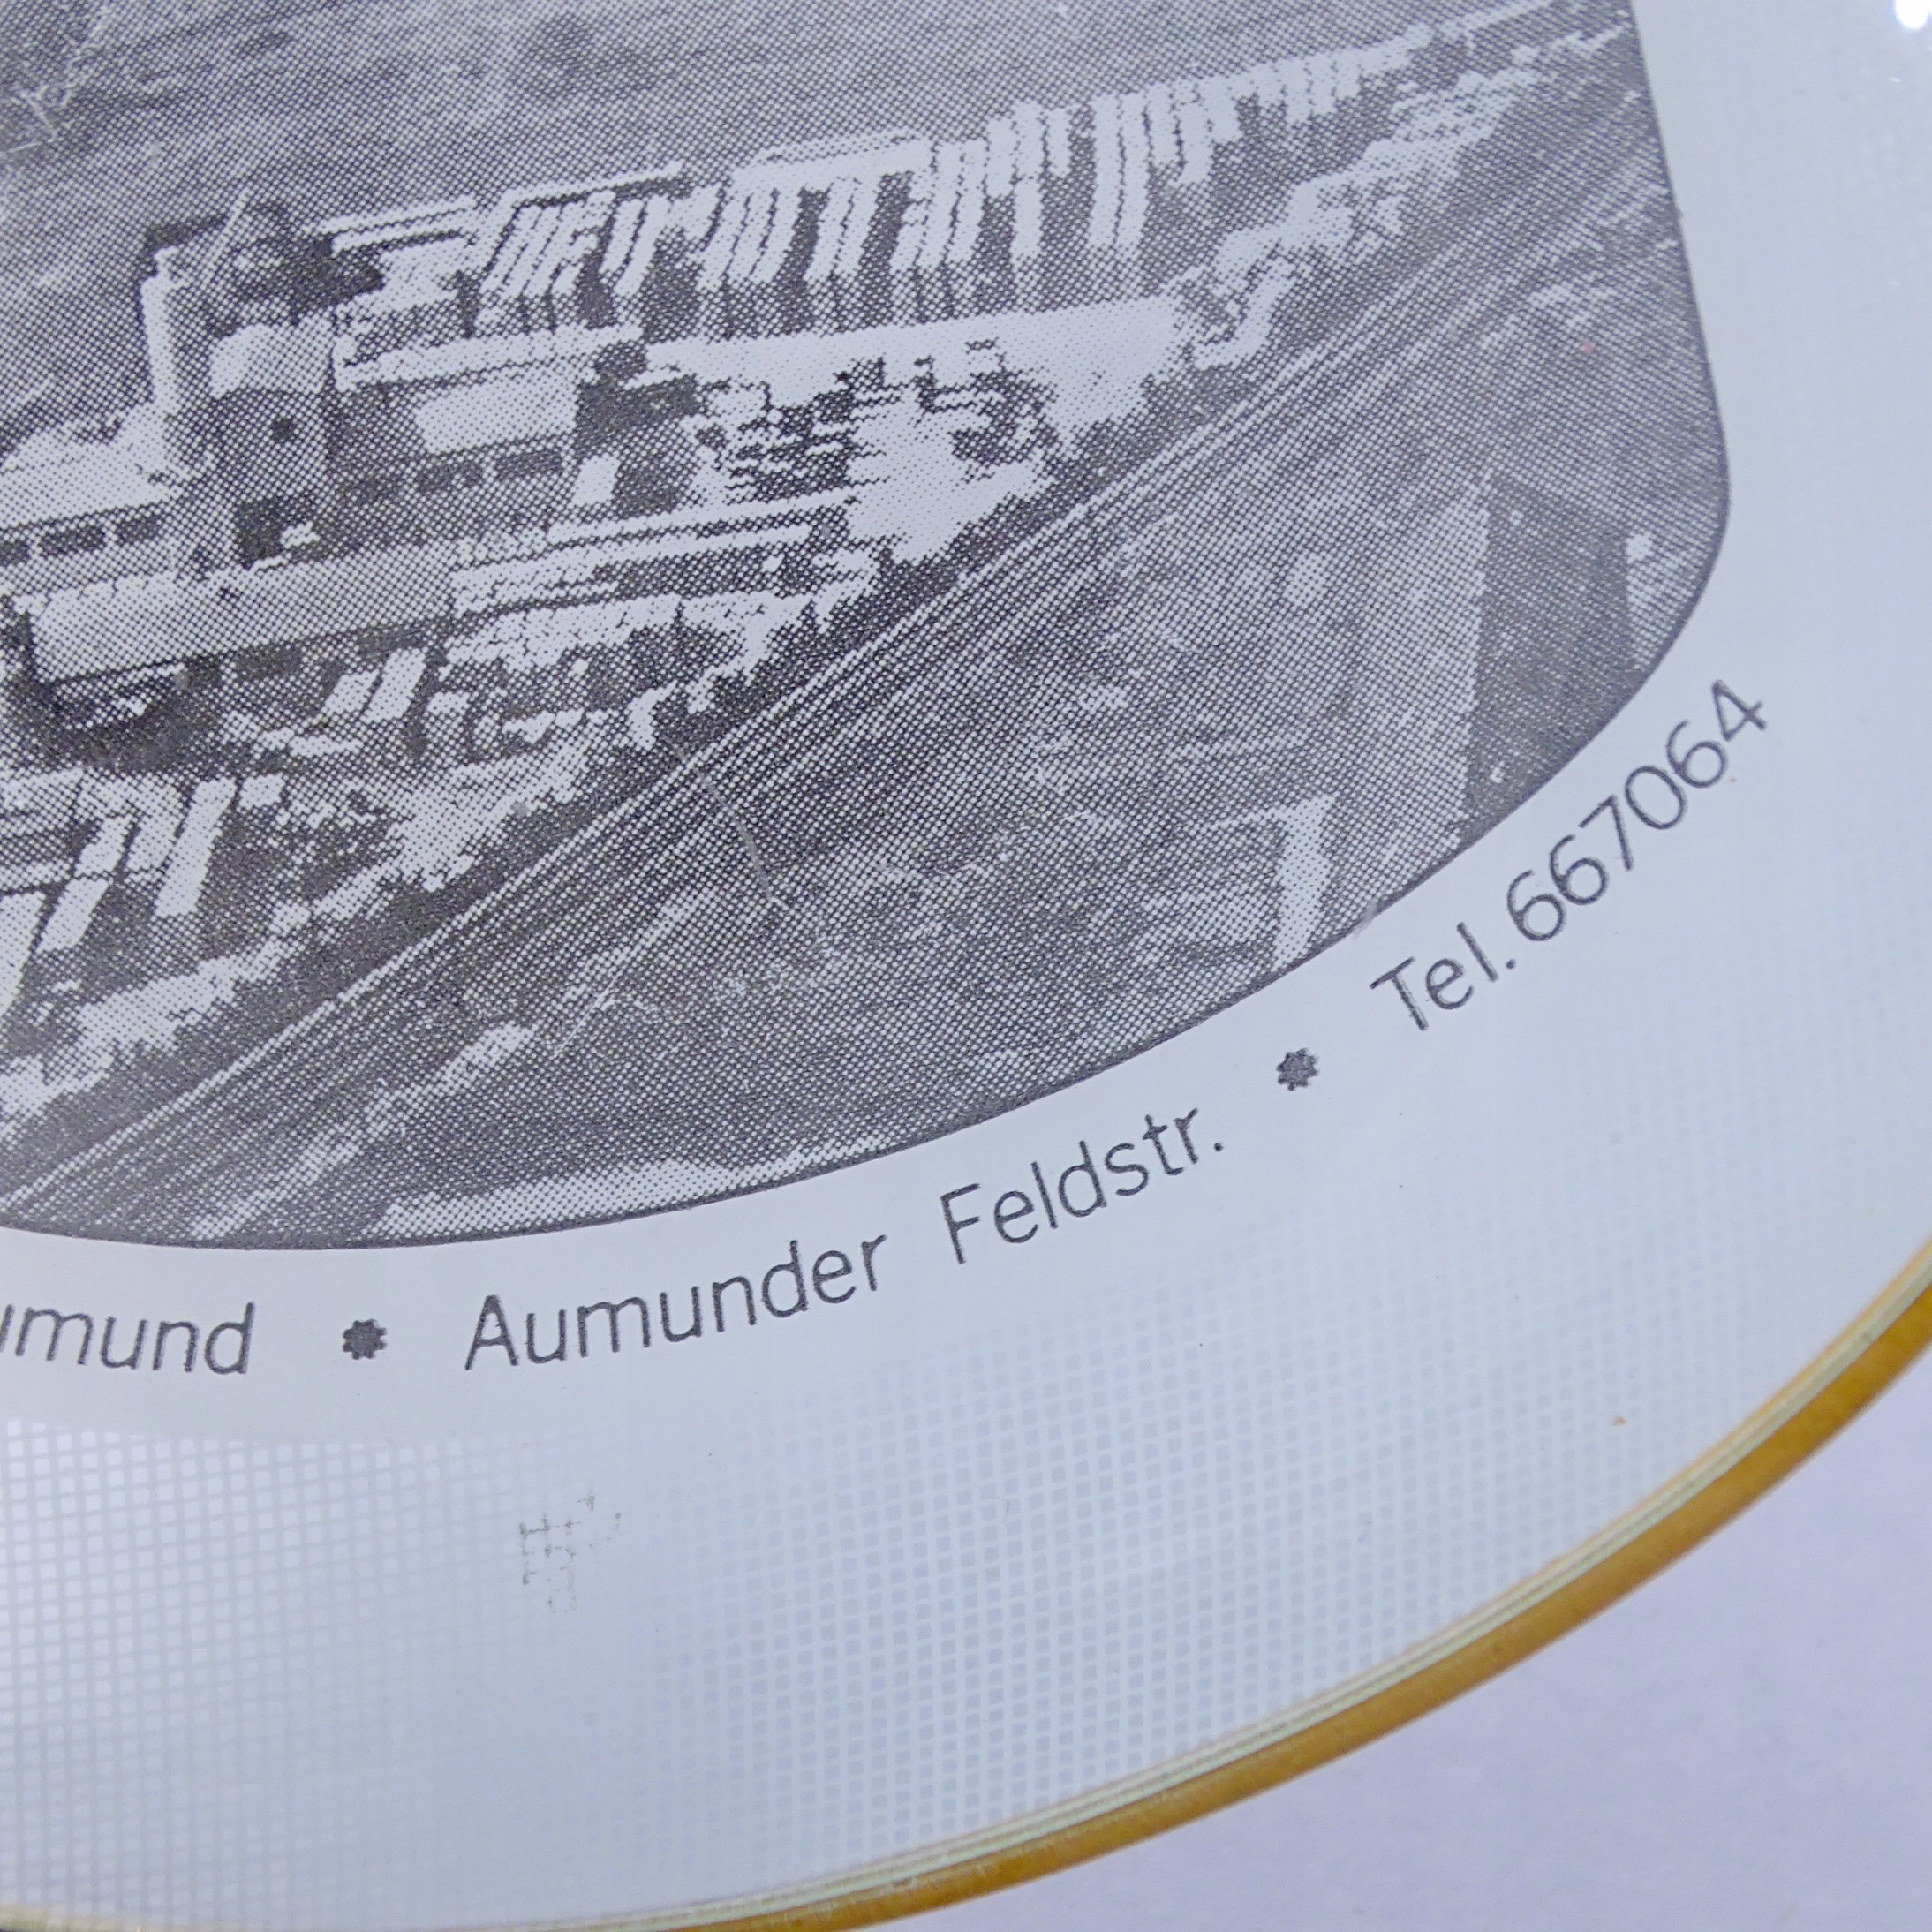 umund * Aumunder Feldstr. * Tel. 667064